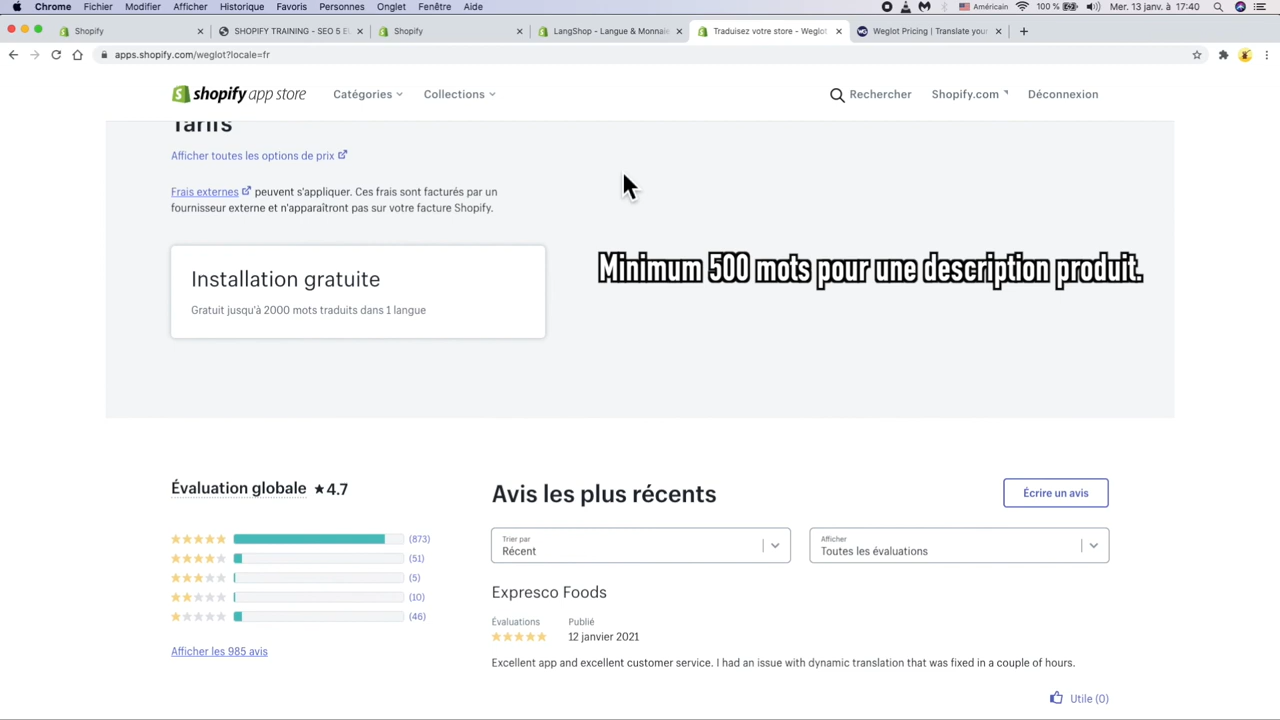 Chrome Fichier Modifier Afficher Historique Favoris Personnes Onglet Fenêtre Aide Américain 100 % Mer. 13 janv. à 17:40
Shopify SHOPIFY TRAINING - SEO 5 Shopify LangShop - Langue & Monnaie Traduisez votre store - Weglot Weglot Pricing | Translate your
apps.shopify.com/weglot?locale=fr
shopify app store Catégories Collections Rechercher Shopify.com Déconnexion
Tarifs
Afficher toutes les options de prix
Frais externes peuvent s'appliquer. Ces frais sont facturés par un
fournisseur externe et n'apparaîtront pas sur votre facture Shopify.
Minimum 500 mots pour une description produit.
Installation gratuite
Gratuit jusqu'à 2000 mots traduits dans 1 langue
Évaluation globale ★4.7
(873)
(51)
(5)
(10)
(46)
Afficher les 985 avis
Avis les plus récents
Écrire un avis
Trier par
Récent
Afficher
Toutes les évaluations
Expresco Foods
Évaluations Publié
12 janvier 2021
Excellent app and excellent customer service. I had an issue with dynamic translation that was fixed in a couple of hours.
Utile (0)